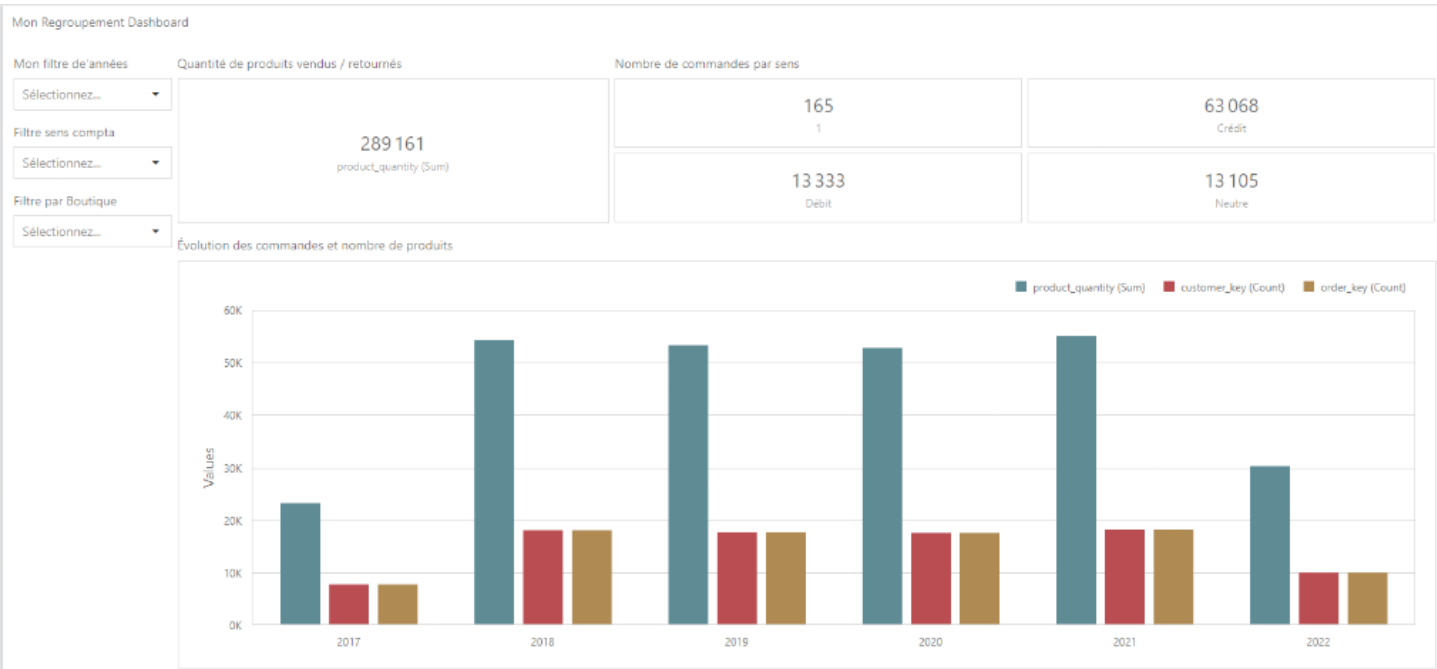 Mon Regroupement Dashboard
Mon filtre de'années
Sélectionnez...
Filtre sens compta
Sélectionnez...
Filtre par Boutique
Sélectionnez...
Quantité de produits vendus / retournés
289 161
product_quantity (Sum)
Nombre de commandes par sens
165
1
63 068
Crédit
13 333
Débit
13 105
Neutre
Évolution des commandes et nombre de produits
product_quantity (Sum) customer_key (Count) order_key (Count)
Values
60K
50K
40K
30K
20K
10K
0K
2017 2018 2019 2020 2021 2022